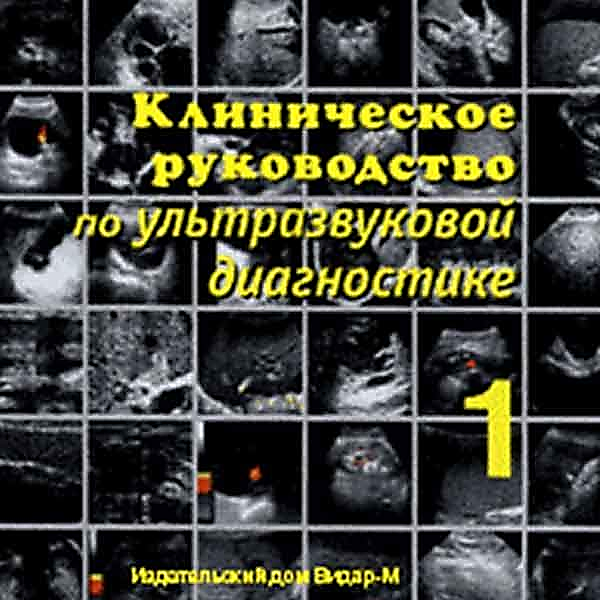 Клиническое
руководство
по ультразвуковой
диагностике
1
Издательский дом Видар-М